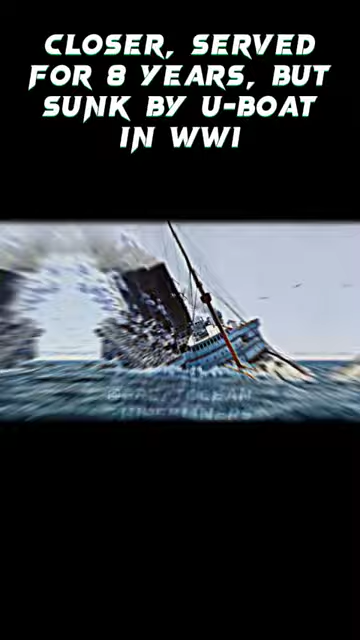 CLOSER, SERVED
FOR 8 YEARS, BUT
SUNK BY U-BOAT
IN WWI